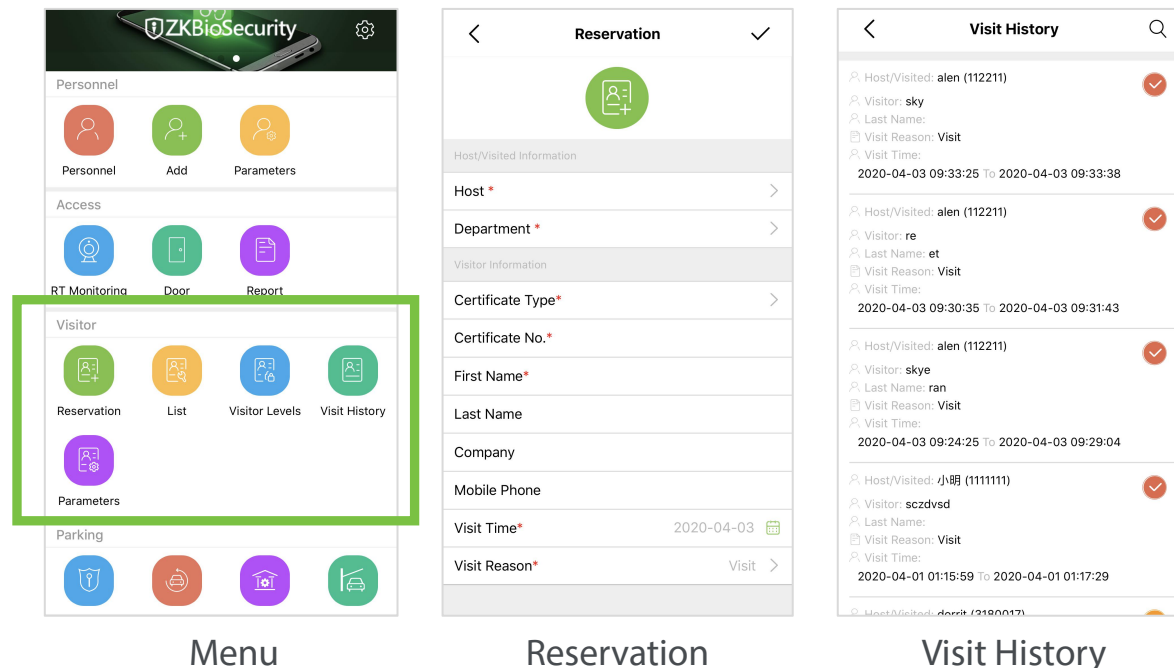 ZKBioSecurity
Personnel
Personnel Add Parameters
Access
RT Monitoring Door Report
Visitor
Reservation List Visitor Levels Visit History
Parameters
Parking
Menu
Reservation
Host/Visited Information
Host *
Department *
Visitor Information
Certificate Type*
Certificate No.*
First Name*
Last Name
Company
Mobile Phone
Visit Time* 2020-04-03
Visit Reason* Visit
Reservation
Visit History
Host/Visited: alen (112211)
Visitor: sky
Last Name:
Visit Reason: Visit
Visit Time:
2020-04-03 09:33:25 To 2020-04-03 09:33:38
Host/Visited: alen (112211)
Visitor: re
Last Name: et
Visit Reason: Visit
Visit Time:
2020-04-03 09:30:35 To 2020-04-03 09:31:43
Host/Visited: alen (112211)
Visitor: skye
Last Name: ran
Visit Reason: Visit
Visit Time:
2020-04-03 09:24:25 To 2020-04-03 09:29:04
Host/Visited: 小明 (1111111)
Visitor: sczdvsd
Last Name:
Visit Reason: Visit
Visit Time:
2020-04-01 01:15:59 To 2020-04-01 01:17:29
Host/Visited: dorrit (3180017)
Visit History